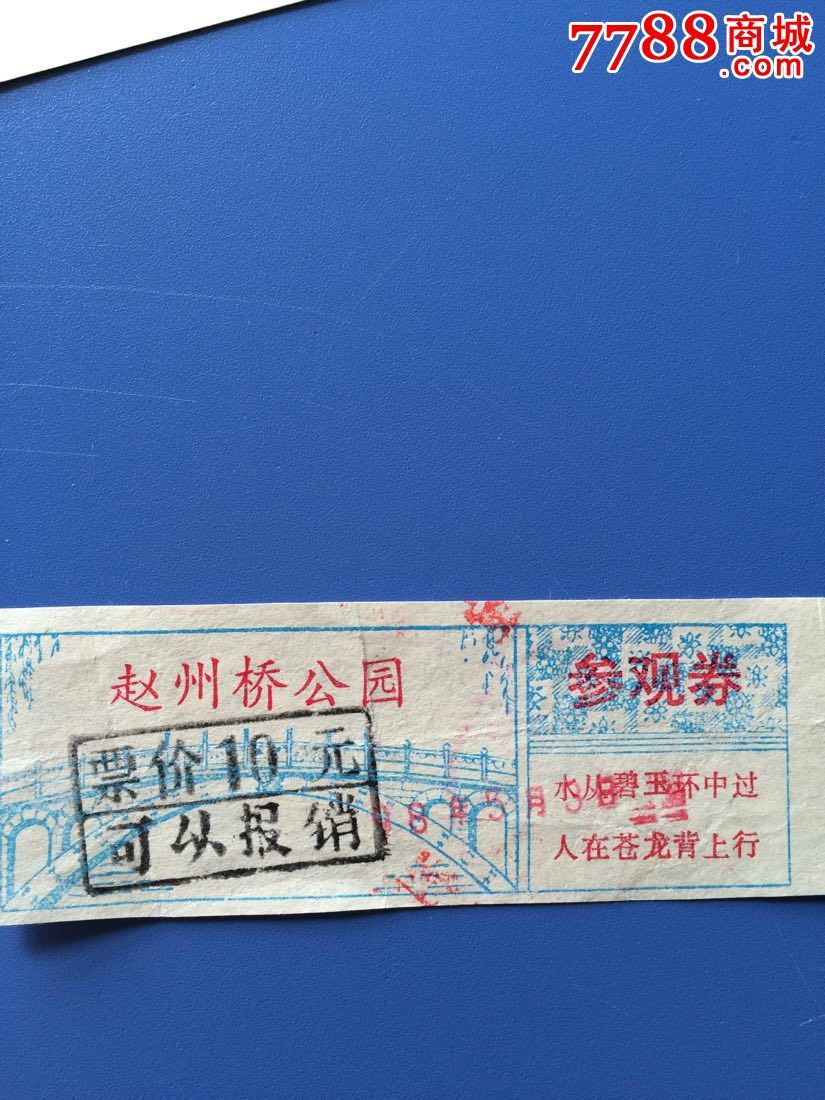 7788商城
.com
赵州桥公园
票价10元
可以报销
参观券
水从碧玉环中过
人在苍龙背上行